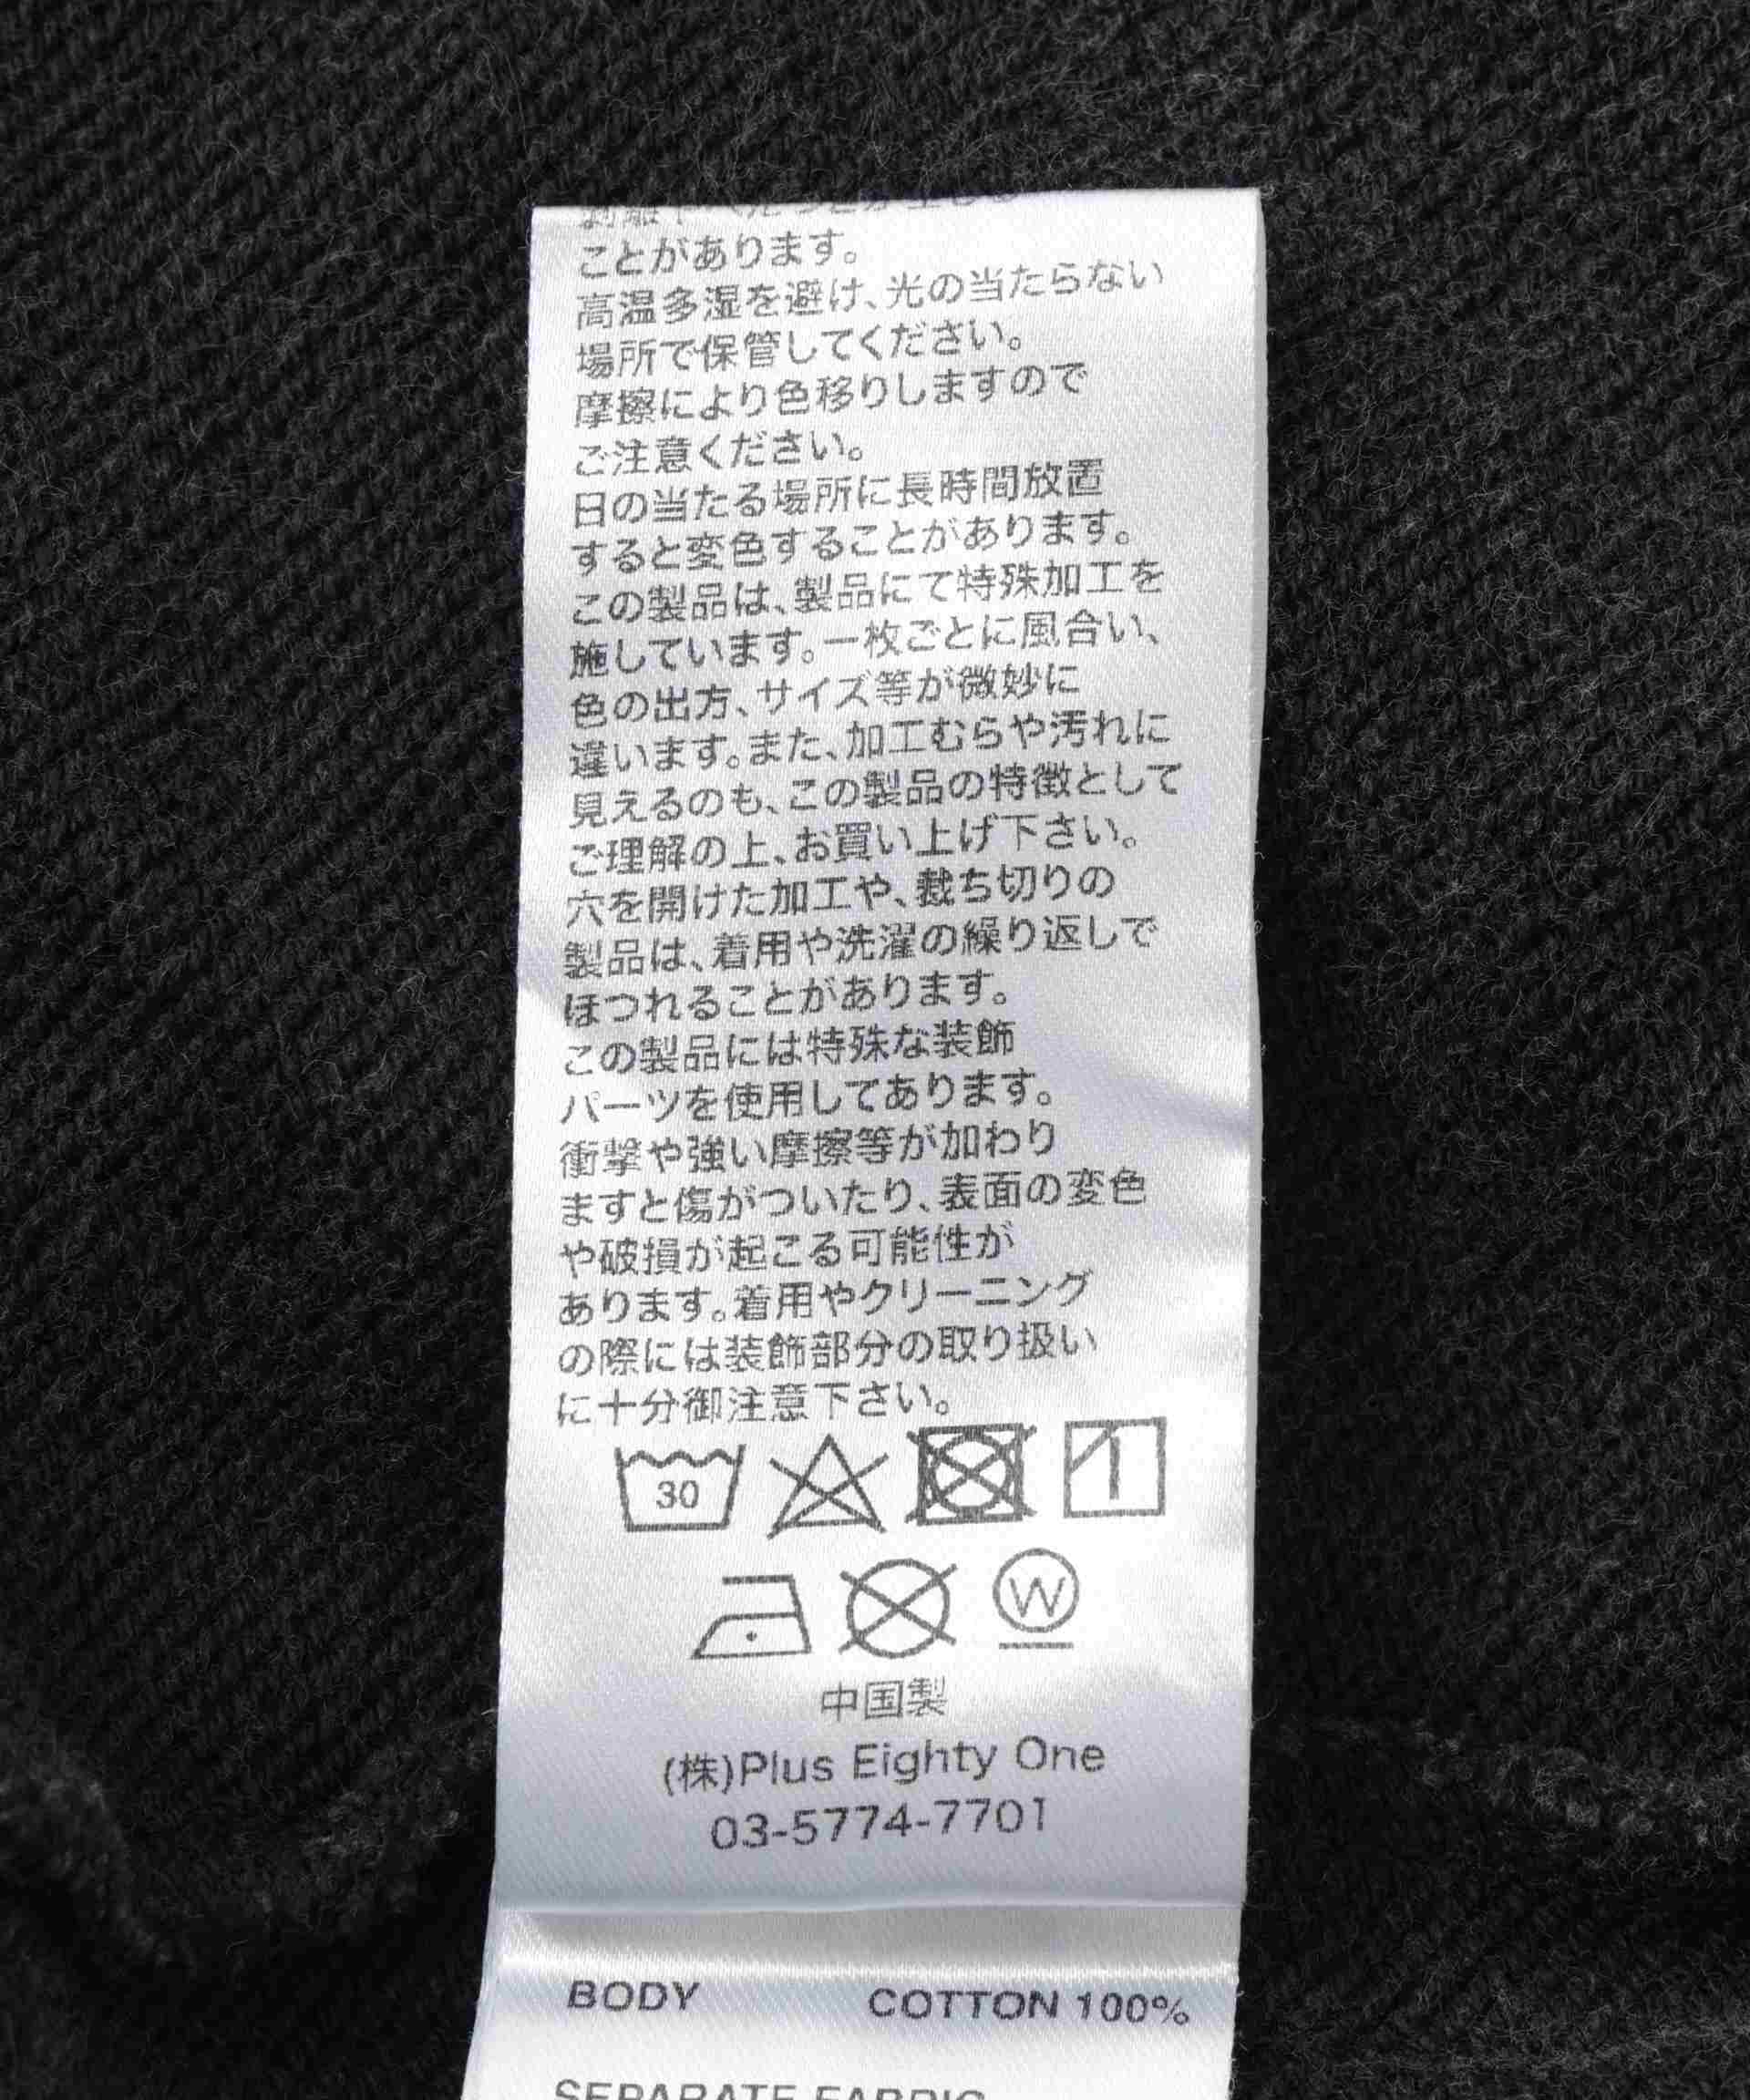 ことがあります。
高温多湿を避け、光の当たらない
場所で保管してください。
摩擦により色移りしますので
ご注意ください。
日の当たる場所に長時間放置
すると変色することがあります。
この製品は、製品にて特殊加工を
施しています。一枚ごとに風合い、
色の出方、サイズ等が微妙に
違います。また、加工むらや汚れに
見えるのも、この製品の特徴として
ご理解の上、お買い上げ下さい。
穴を開けた加工や、裁ち切りの
製品は、着用や洗濯の繰り返しで
ほつれることがあります。
この製品には特殊な装飾
パーツを使用してあります。
衝撃や強い摩擦等が加わり
ますと傷がついたり、表面の変色
や破損が起こる可能性が
あります。着用やクリーニング
の際には装飾部分の取り扱い
に十分御注意下さい。
30
W
中国製
(株)Plus Eighty One
03-5774-7701
BODY COTTON 100%
SEPARATE FABRIC